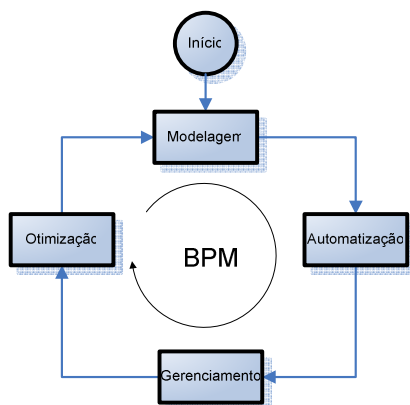 Início
Modelagem
Otimização
Automatização
BPM
Gerenciamento